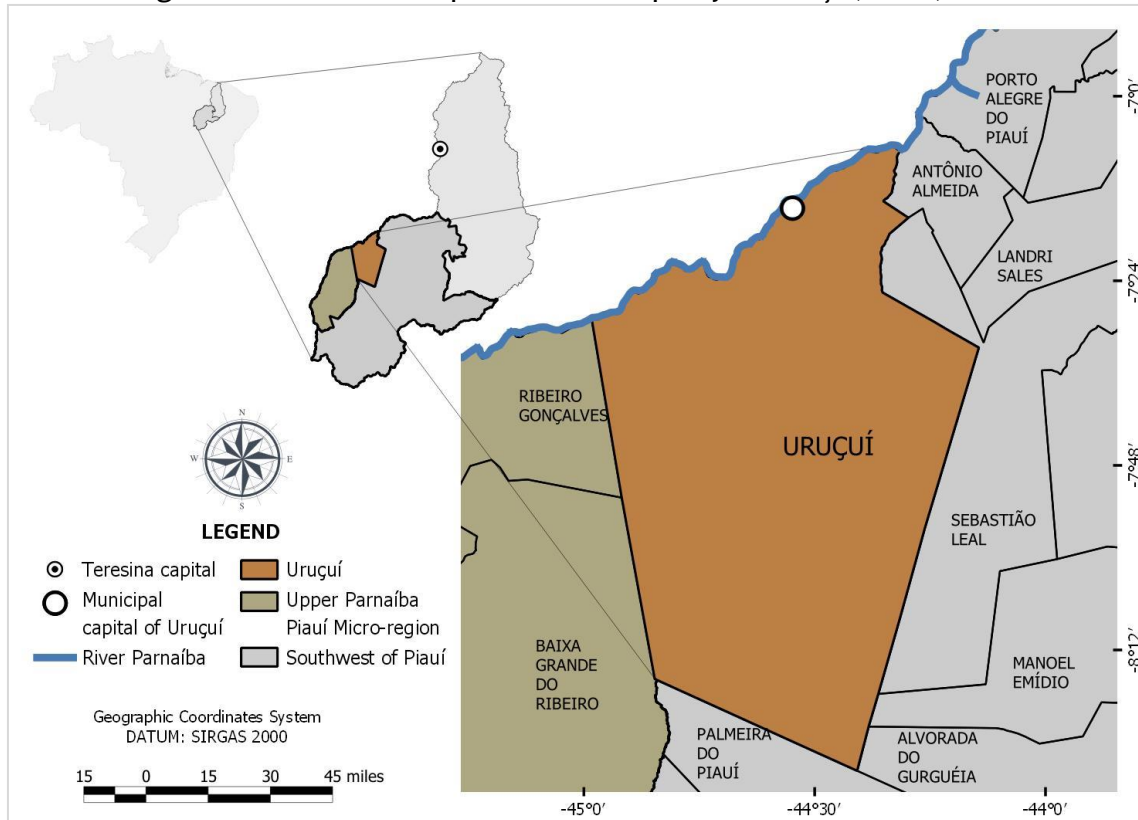 PORTO
ALEGRE
DO
PIAUÍ
ANTÔNIO
ALMEIDA
LANDRI
SALES
RIBEIRO
GONÇALVES
URUÇUÍ
SEBASTIÃO
LEAL
BAIXA
GRANDE
DO
RIBEIRO
MANOEL
EMÍDIO
PALMEIRA
DO
PIAUÍ
ALVORADA
DO
GURGUÉIA
-7°0'
-7°24'
-7°48'
-8°12'
-45°0'
-44°30'
-44°0'
N
W
E
S
LEGEND
Teresina capital
Municipal
capital of Uruçuí
River Parnaíba
Uruçuí
Upper Parnaíba
Piauí Micro-region
Southwest of Piauí
Geographic Coordinates System
DATUM: SIRGAS 2000
15 0 15 30 45 miles